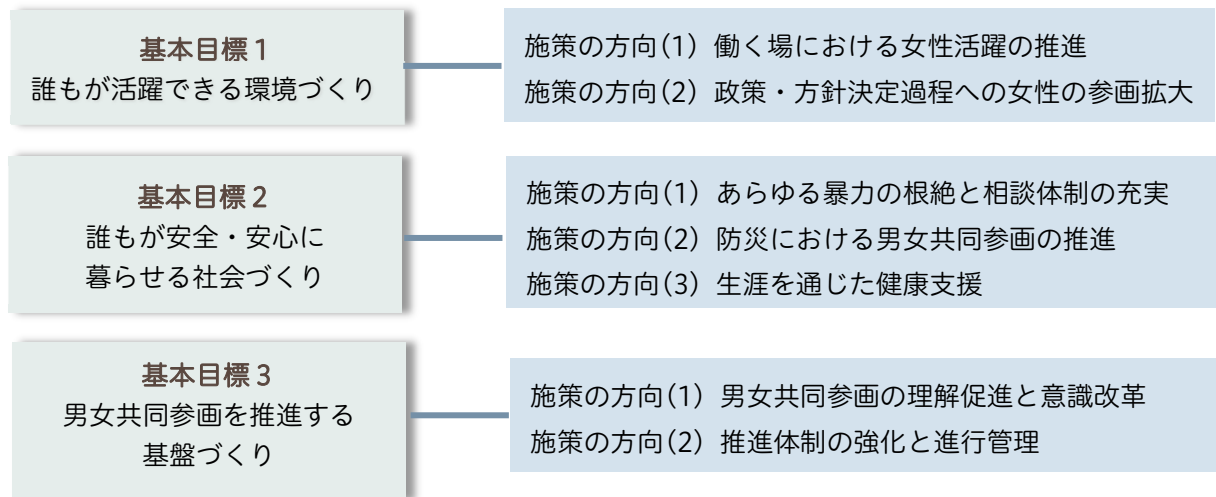 基本目標1
誰もが活躍できる環境づくり
施策の方向(1) 働く場における女性活躍の推進
施策の方向(2) 政策・方針決定過程への女性の参画拡大
基本目標2
誰もが安全・安心に
暮らせる社会づくり
施策の方向(1) あらゆる暴力の根絶と相談体制の充実
施策の方向(2) 防災における男女共同参画の推進
施策の方向(3) 生涯を通じた健康支援
基本目標3
男女共同参画を推進する
基盤づくり
施策の方向(1) 男女共同参画の理解促進と意識改革
施策の方向(2) 推進体制の強化と進行管理